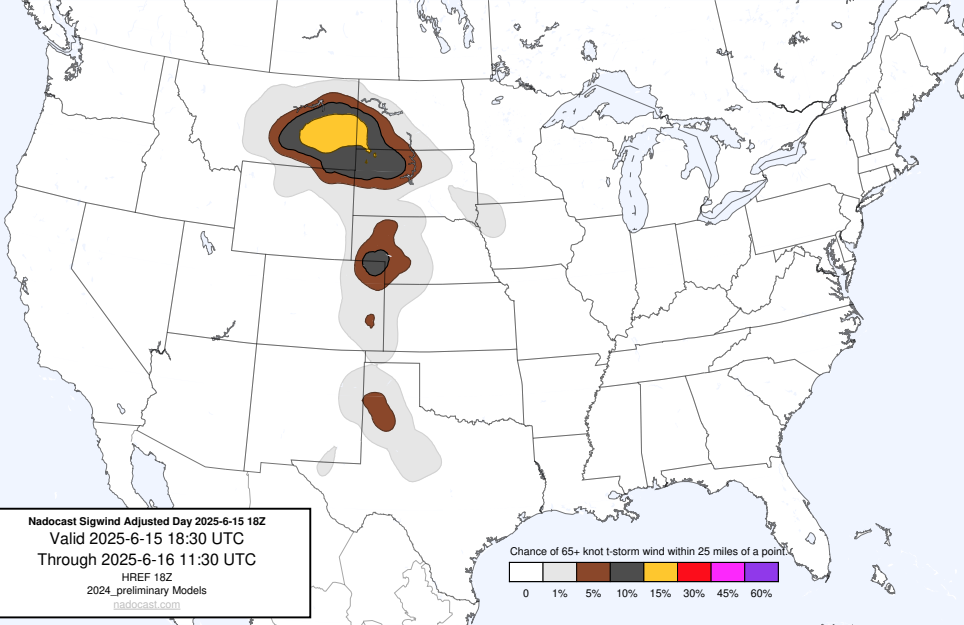 Nadocast Sigwind Adjusted Day 2025-6-15 18Z
Valid 2025-6-15 18:30 UTC
Through 2025-6-16 11:30 UTC
HREF 18Z
2024_preliminary Models
nadocast.com
Chance of 65+ knot t-storm wind within 25 miles of a point.
0 1% 5% 10% 15% 30% 45% 60%